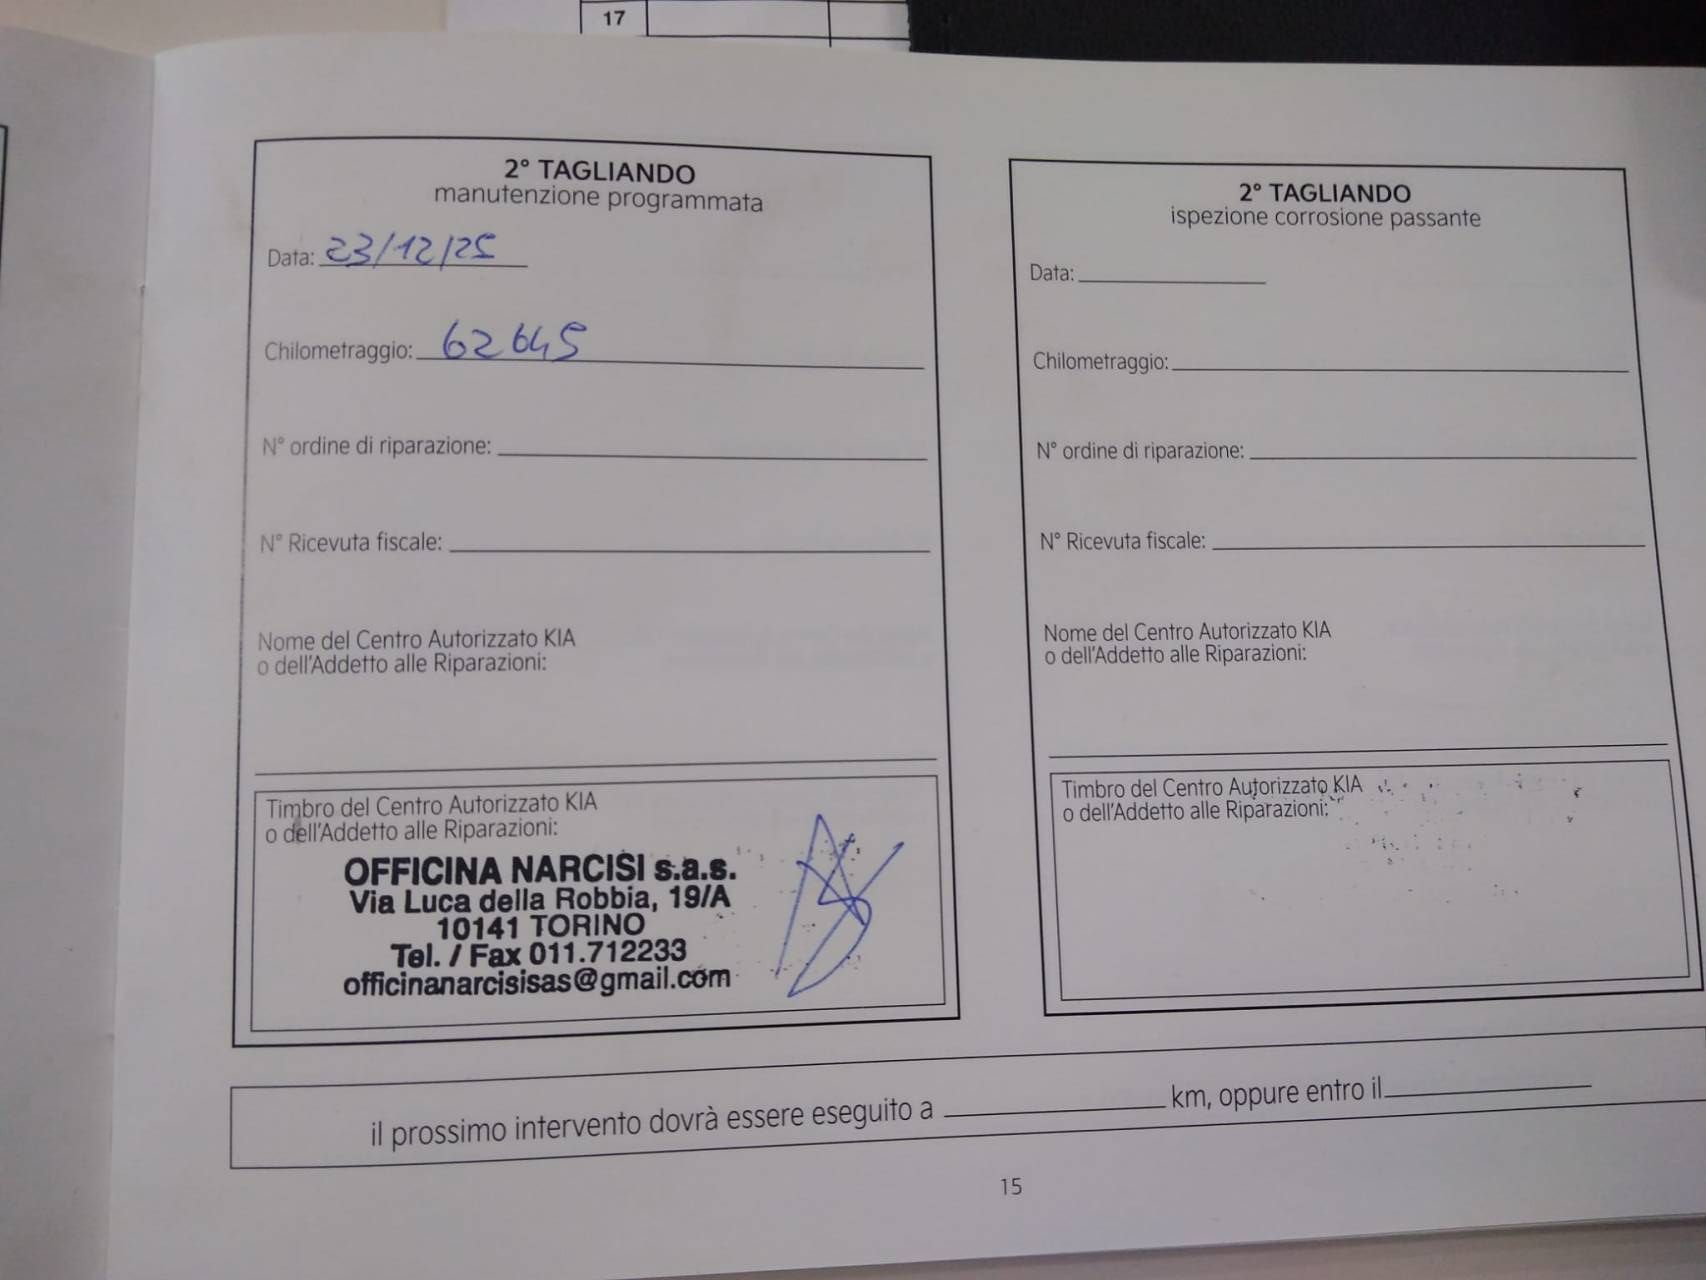 17
2° TAGLIANDO
manutenzione programmata
Data: 23/12/25
Chilometraggio: 62645
N° ordine di riparazione:
N° Ricevuta fiscale:
Nome del Centro Autorizzato KIA
o dell'Addetto alle Riparazioni:
Timbro del Centro Autorizzato KIA
o dell'Addetto alle Riparazioni:
OFFICINA NARCISI s.a.s.
Via Luca della Robbia, 19/A
10141 TORINO
Tel. / Fax 011.712233
officinanarcisisas@gmail.com
2° TAGLIANDO
ispezione corrosione passante
Data:
Chilometraggio:
N° ordine di riparazione:
N° Ricevuta fiscale:
Nome del Centro Autorizzato KIA
o dell'Addetto alle Riparazioni:
Timbro del Centro Autorizzato KIA
o dell'Addetto alle Riparazioni:
il prossimo intervento dovrà essere eseguito a km, oppure entro il
15